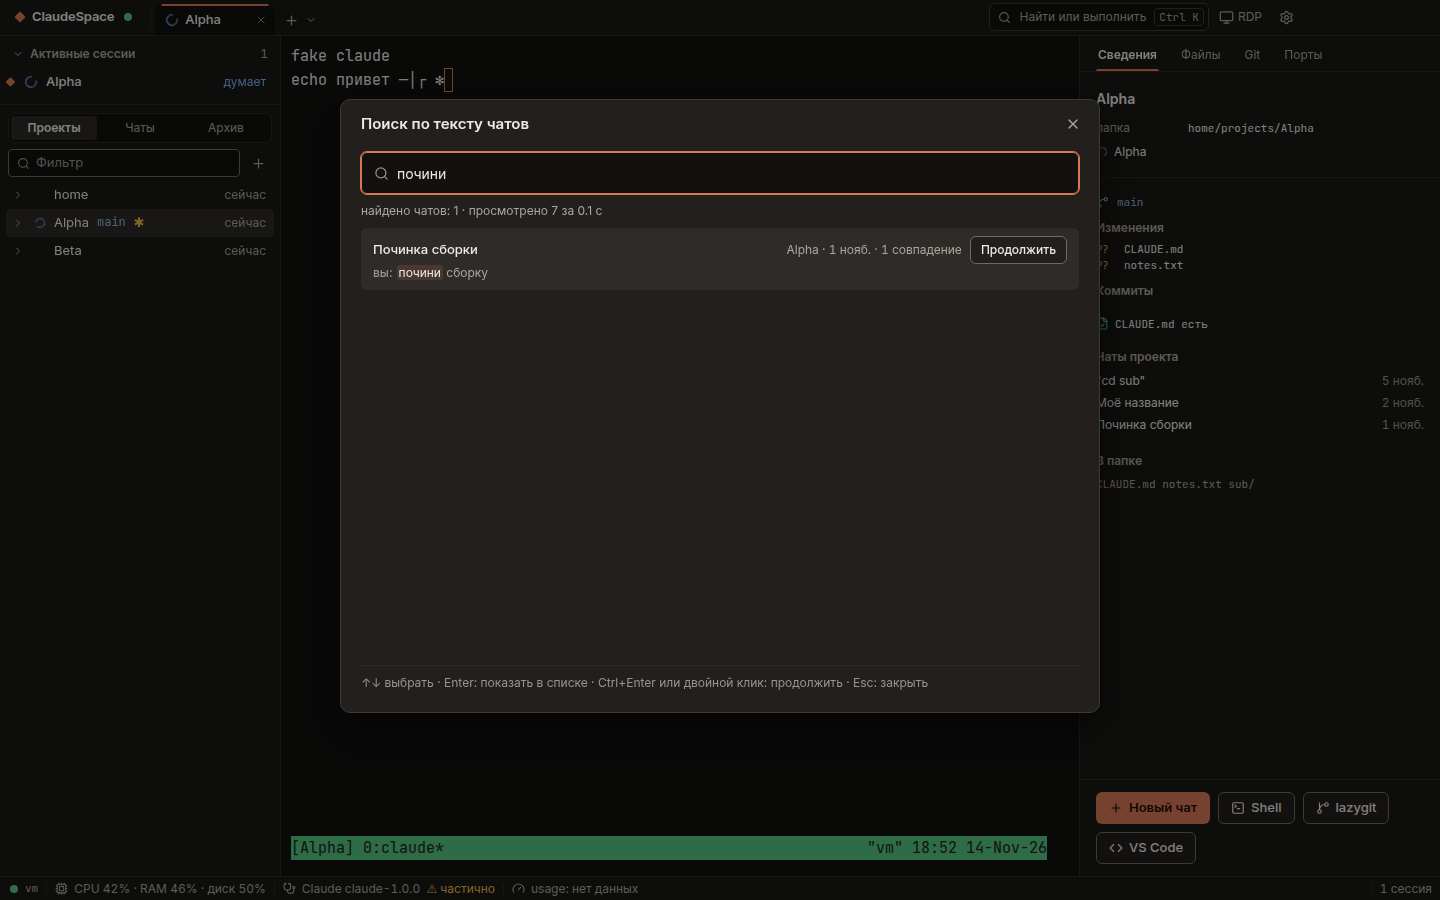 ClaudeSpace
Alpha
Найти или выполнить Ctrl K
RDP
Активные сессии 1
Alpha думает
Проекты Чаты Архив
Фильтр
home сейчас
Alpha main ✱ сейчас
Beta сейчас
fake claude
echo привет ─│┌ ✻
Поиск по тексту чатов
почини
найдено чатов: 1 · просмотрено 7 за 0.1 с
Починка сборки Alpha · 1 нояб. · 1 совпадение Продолжить
вы: почини сборку
↑↓ выбрать · Enter: показать в списке · Ctrl+Enter или двойной клик: продолжить · Esc: закрыть
[Alpha] 0:claude* "vm" 18:52 14-Nov-26
Сведения Файлы Git Порты
Alpha
папка home/projects/Alpha
Alpha
main
Изменения
?? CLAUDE.md
?? notes.txt
Коммиты
CLAUDE.md есть
Чаты проекта
"cd sub" 5 нояб.
Моё название 2 нояб.
Починка сборки 1 нояб.
В папке
CLAUDE.md notes.txt sub/
Новый чат Shell lazygit
VS Code
vm CPU 42% · RAM 46% · диск 50% Claude claude-1.0.0 ⚠ частично usage: нет данных 1 сессия